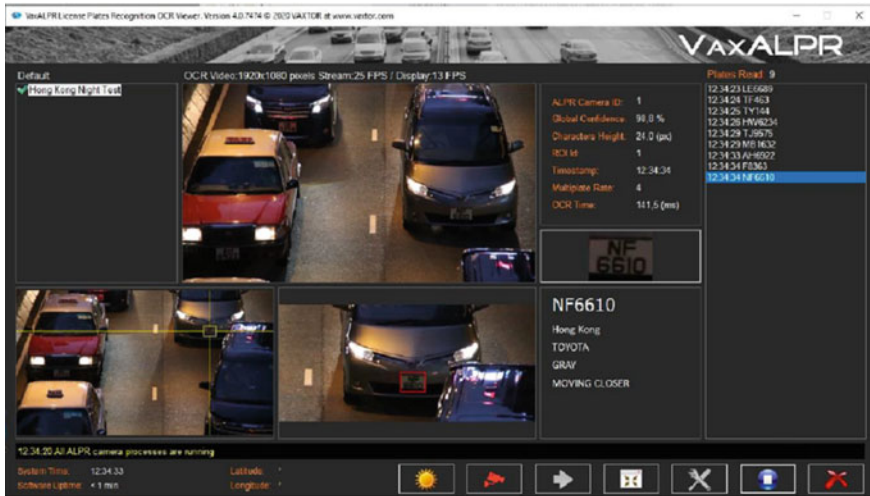 VaxALPR License Plates Recognition OCR Viewer. Version 4.0.7474 © 2020 VAXTOR at www.vaxtor.com
VAXALPR
Default
OCR Video:1920x1080 pixels Stream:25 FPS / Display:13 FPS
Plates Read 9
Hong Kong Night Test
ALPR Camera ID: 1
Global Confidence:
Characters Height: 24,0 (px)
ROI Id: 1
Timestamp: 12:34:34
Multiplate Rate: 4
OCR Time: 141,5 (ms)
12:34:23 LE6689
12:34:24 TF463
12:34:25 TY144
12:34:26 HW6234
12:34:29 TJ9575
12:34:29 MB1632
12:34:33 AH6922
12:34:34 F8363
12:34:34 NF6610
NF
6610
NF6610
Hong Kong
TOYOTA
GRAY
MOVING CLOSER
12:34:20 All ALPR camera processes are running
System Time: 12:34:33
Software Uptime: < 1 min
Latitude: *
Longitude: *